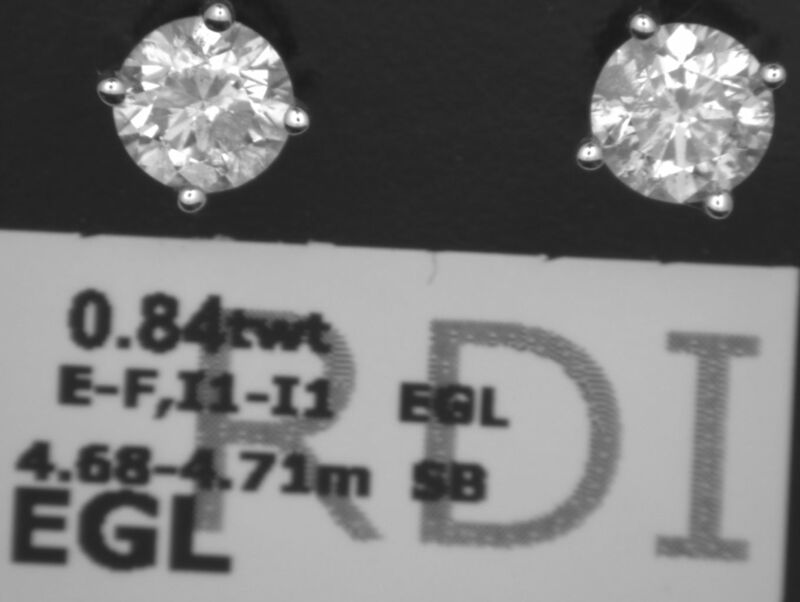 0.84twt
E-F,I1-I1 EGL
4.68-4.71m SB
EGL
RDI